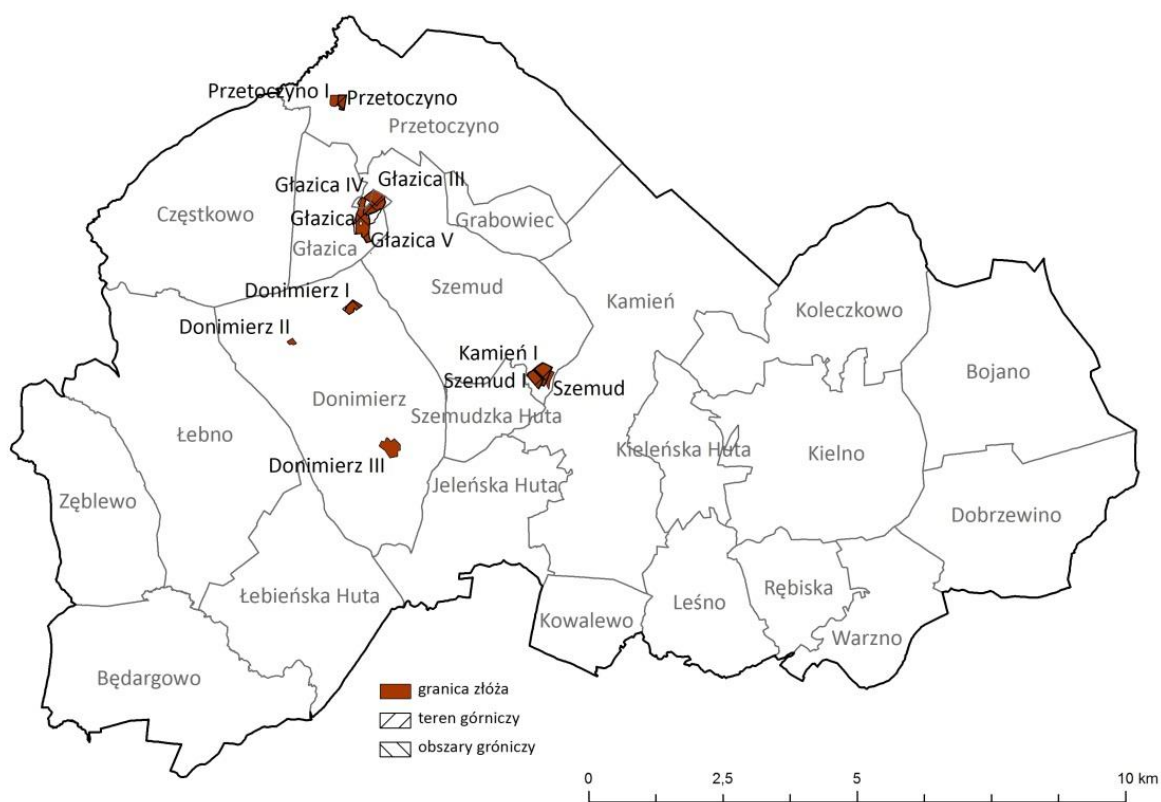 Przetoczyno I
Przetoczyno
Przetoczyno
Głazica IV
Głazica III
Częstkowo
Głazica
Grabowiec
Głazica
Głazica V
Donimierz I
Szemud
Kamień
Koleczkowo
Donimierz II
Kamień I
Szemud I
Szemud
Bojano
Donimierz
Szemudzka Huta
Łebno
Kieleńska Huta
Kielno
Donimierz III
Jeleńska Huta
Zęblewo
Dobrzewino
Łebieńska Huta
Rębiska
Kowalewo
Leśno
Warzno
Będargowo
granica złóża
teren górniczy
obszary gróniczy
0 2,5 5 10 km